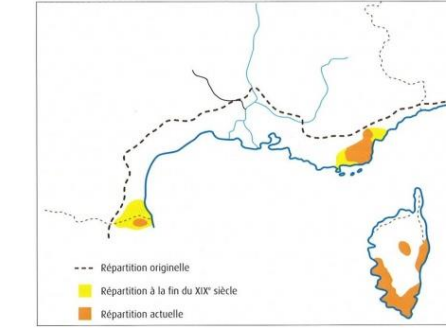 Répartition originelle
Répartition à la fin du XIXᵉ siècle
Répartition actuelle